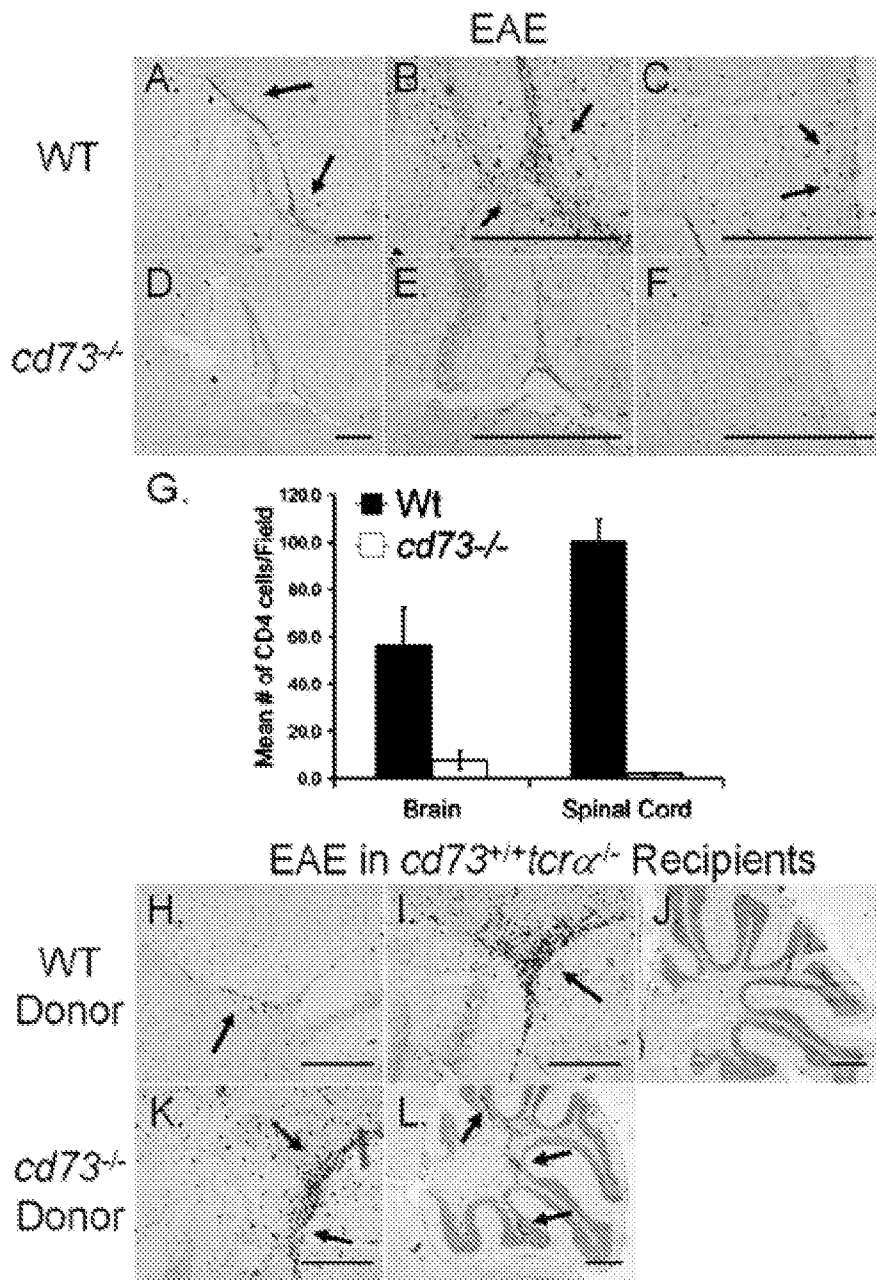 EAE
A.
B.
C.
WT
D.
E.
F.
cd73-/-
G.
120.0
100.0
80.0
60.0
40.0
20.0
0.0
Mean # of CD4 cells/Field
Wt
cd73-/-
Brain
Spinal Cord
EAE in cd73+/+tcrα-/- Recipients
H.
I.
J.
WT
Donor
K.
L.
cd73-/-
Donor